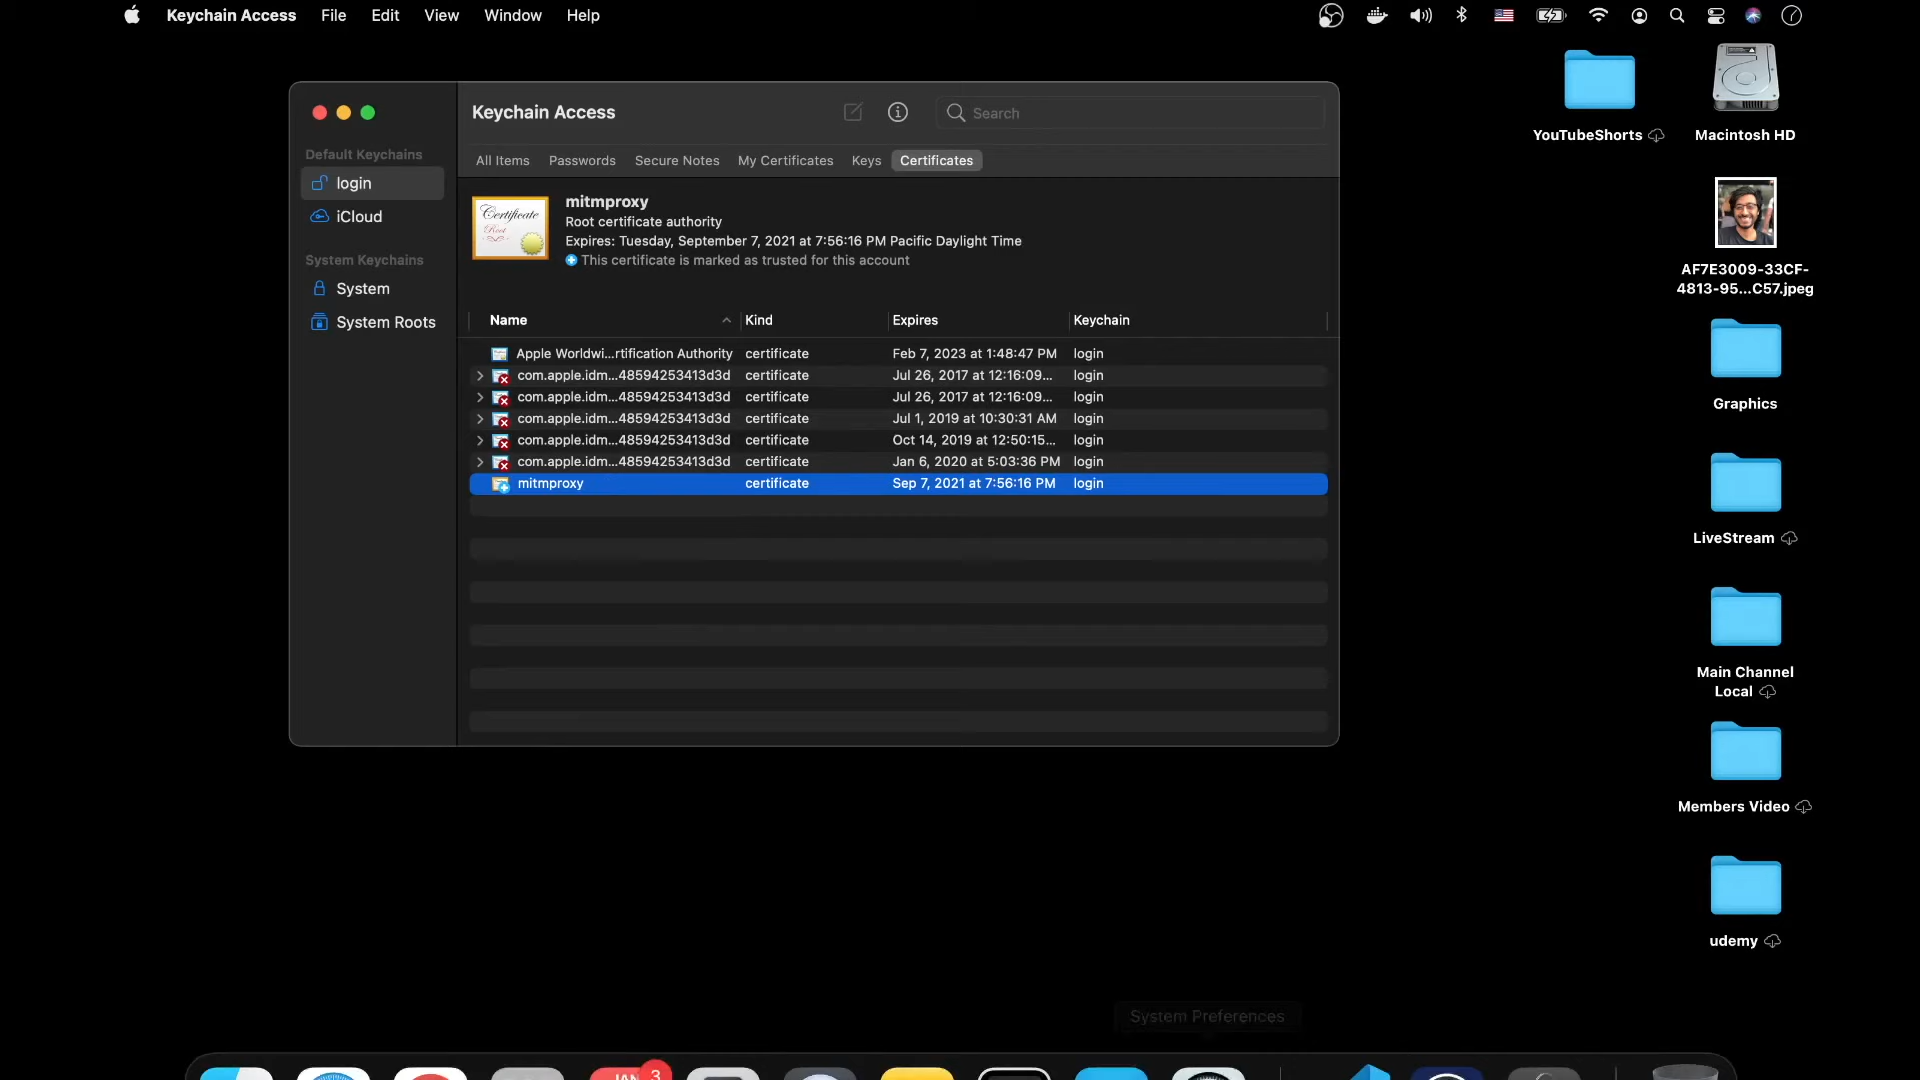 Keychain Access File Edit View Window Help
YouTubeShorts
Macintosh HD
Keychain Access
Search
Default Keychains
login
iCloud
System Keychains
System
System Roots
All Items Passwords Secure Notes My Certificates Keys Certificates
Certificate
Root
mitmproxy
Root certificate authority
Expires: Tuesday, September 7, 2021 at 7:56:16 PM Pacific Daylight Time
This certificate is marked as trusted for this account
Name Kind Expires Keychain
Apple Worldwi...rtification Authority certificate Feb 7, 2023 at 1:48:47 PM login
com.apple.idm...48594253413d3d certificate Jul 26, 2017 at 12:16:09... login
com.apple.idm...48594253413d3d certificate Jul 26, 2017 at 12:16:09... login
com.apple.idm...48594253413d3d certificate Jul 1, 2019 at 10:30:31 AM login
com.apple.idm...48594253413d3d certificate Oct 14, 2019 at 12:50:15... login
com.apple.idm...48594253413d3d certificate Jan 6, 2020 at 5:03:36 PM login
mitmproxy certificate Sep 7, 2021 at 7:56:16 PM login
AF7E3009-33CF-
4813-95...C57.jpeg
Graphics
LiveStream
Main Channel
Local
Members Video
udemy
System Preferences
JAN
3